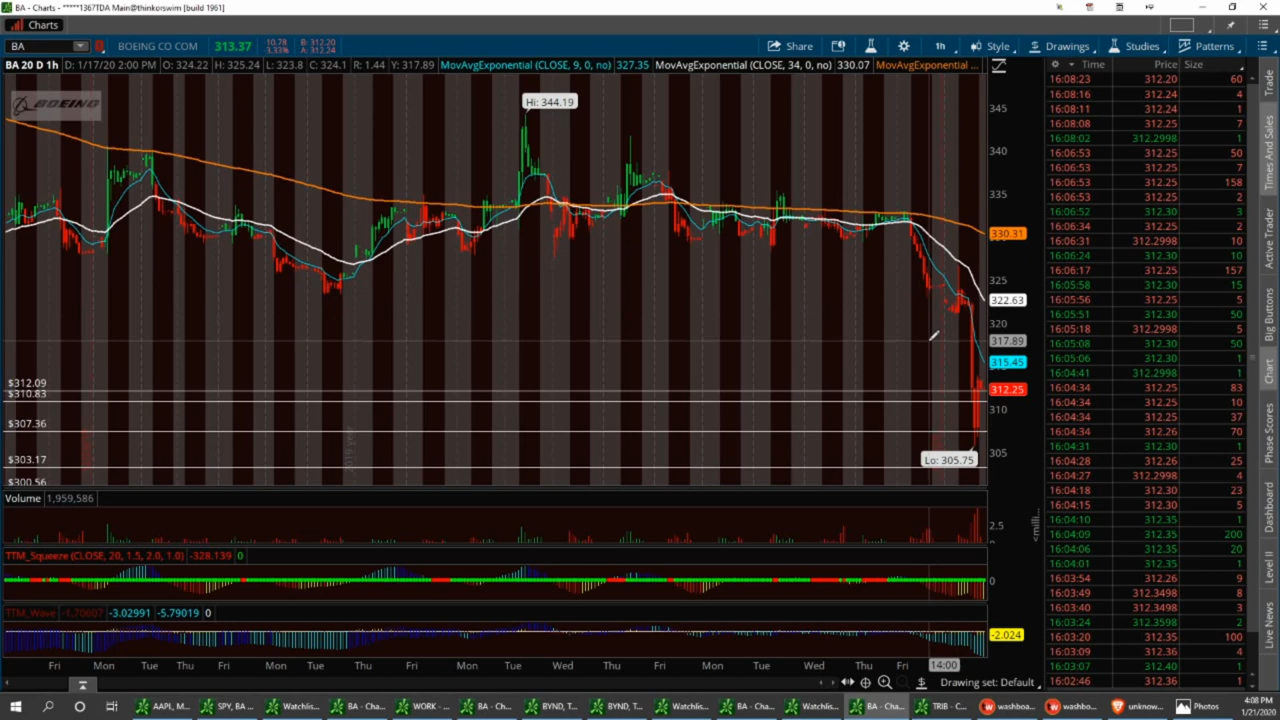 BA - Charts - *****1367TDA Main@thinkorswim [build 1961]
Charts
BA BOEING CO COM 313.37 -10.78 -3.33% B: 312.20 A: 312.24 Share 1h Style Drawings Studies Patterns
BA 20 D 1h D: 1/17/20 2:00 PM O: 324.22 H: 325.24 L: 323.8 C: 324.1 R: 1.44 Y: 317.89 MovAvgExponential (CLOSE, 9, 0, no) 327.35 MovAvgExponential (CLOSE, 34, 0, no) 330.07 MovAvgExponential ...
BOEING
Hi: 344.19
345
340
335
330.31
325
322.63
320
317.89
315.45
312.25
310
305
$312.09
$310.83
$307.36
$303.17
$300.56
Lo: 305.75
Volume 1,959,586
2.5
<milli...
TTM_Squeeze (CLOSE, 20, 1.5, 2.0, 1.0) -328.139 0
0
TTM_Wave -1.70607 -3.02991 -5.79019 0
-2.024
Fri Mon Tue Thu Fri Mon Tue Thu Fri Mon Tue Wed Thu Fri Mon Tue Wed Thu Fri 14:00
Drawing set: Default
Time Price Size
16:08:23 312.20 60
16:08:16 312.24 4
16:08:11 312.24 1
16:08:08 312.25 7
16:08:02 312.2998 1
16:06:53 312.25 50
16:06:53 312.25 7
16:06:53 312.25 158
16:06:53 312.25 2
16:06:52 312.30 3
16:06:34 312.25 2
16:06:31 312.2998 10
16:06:24 312.30 10
16:06:17 312.25 157
16:05:58 312.30 15
16:05:56 312.25 5
16:05:51 312.30 50
16:05:18 312.2998 5
16:05:08 312.30 50
16:05:06 312.30 1
16:04:41 312.2998 1
16:04:34 312.25 83
16:04:34 312.25 10
16:04:34 312.25 37
16:04:34 312.26 70
16:04:31 312.30 1
16:04:28 312.26 25
16:04:27 312.2998 4
16:04:18 312.30 23
16:04:15 312.30 5
16:04:10 312.35 1
16:04:09 312.35 200
16:04:06 312.35 20
16:04:01 312.35 1
16:03:54 312.26 9
16:03:49 312.3498 8
16:03:40 312.3498 3
16:03:24 312.3598 2
16:03:20 312.35 100
16:03:09 312.36 4
16:03:07 312.40 1
16:02:46 312.36 1
Trade
Times And Sales
Active Trader
Big Buttons
Chart
Phase Scores
Dashboard
Level II
Live News
AAPL, M... SPY, BA ... Watchlis... BA - Cha... WORK - ... BA - Ch... BYND, T... BYND, T... Watchlis... BA - Cha... Watchlis... BA - Cha... TRIB - C... washboa... washboa... unknow... Photos
4:08 PM
1/21/2020